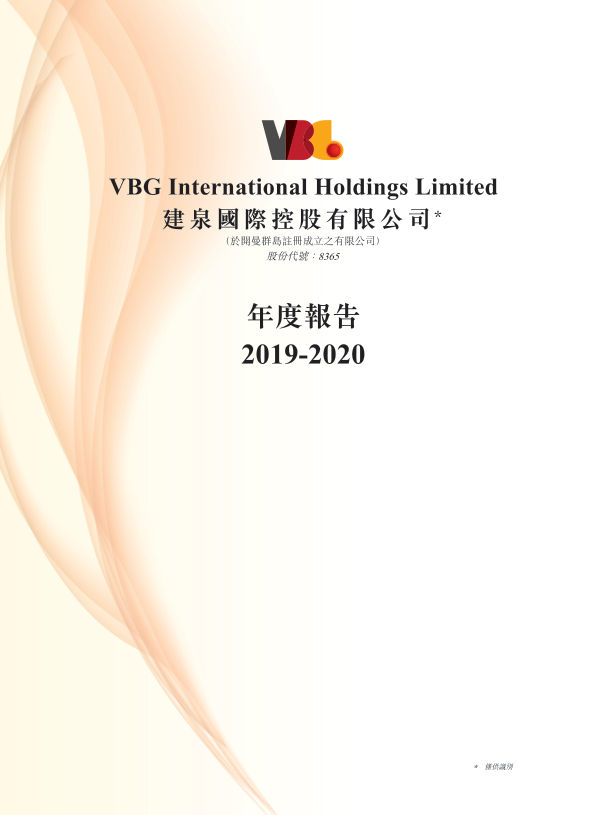 VBG
VBG International Holdings Limited
建泉國際控股有限公司*
(於開曼群島註冊成立之有限公司)
股份代號：8365
年度報告
2019-2020
* 僅供識別